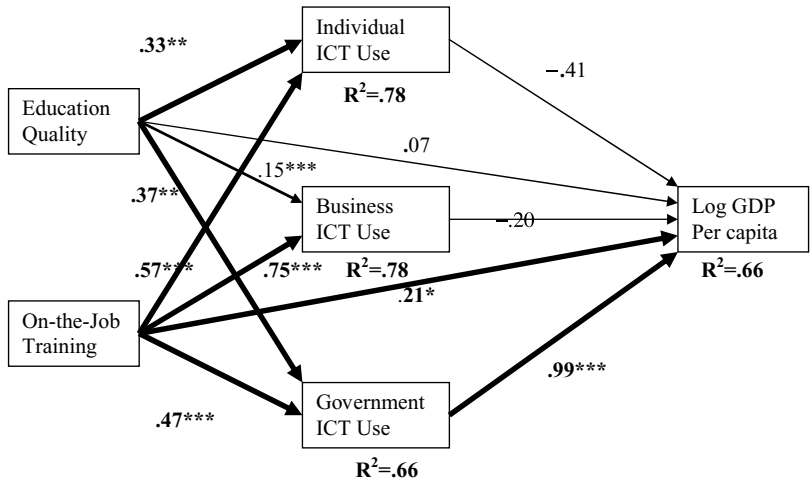 Individual
ICT Use
.33**
R²=.78
−.41
Education
Quality
.07
.15***
.37**
Business
ICT Use
−.20
Log GDP
Per capita
.57***
.75***
R²=.78
R²=.66
.21*
On-the-Job
Training
Government
ICT Use
.99***
.47***
R²=.66